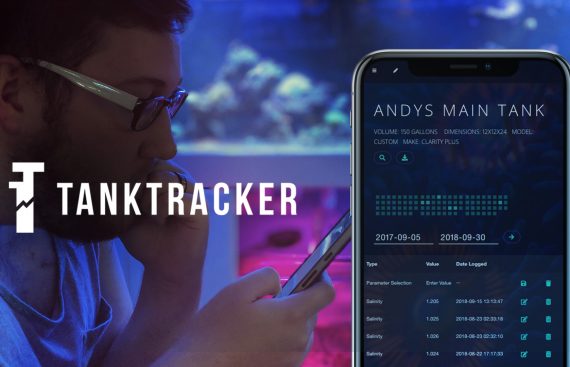 TANKTRACKER
ANDYS MAIN TANK
VOLUME: 150 GALLONS DIMENSIONS: 12X12X24 MODEL:
CUSTOM MAKE: CLARITY PLUS
2017-09-05 2018-09-30
Type Value Date Logged
Parameter Selection Enter Value --
Salinity 1.205 2018-09-15 13:13:47
Salinity 1.025 2018-08-23 02:33:18
Salinity 1.026 2018-08-23 02:32:10
Salinity 1.024 2018-08-22 17:17:33